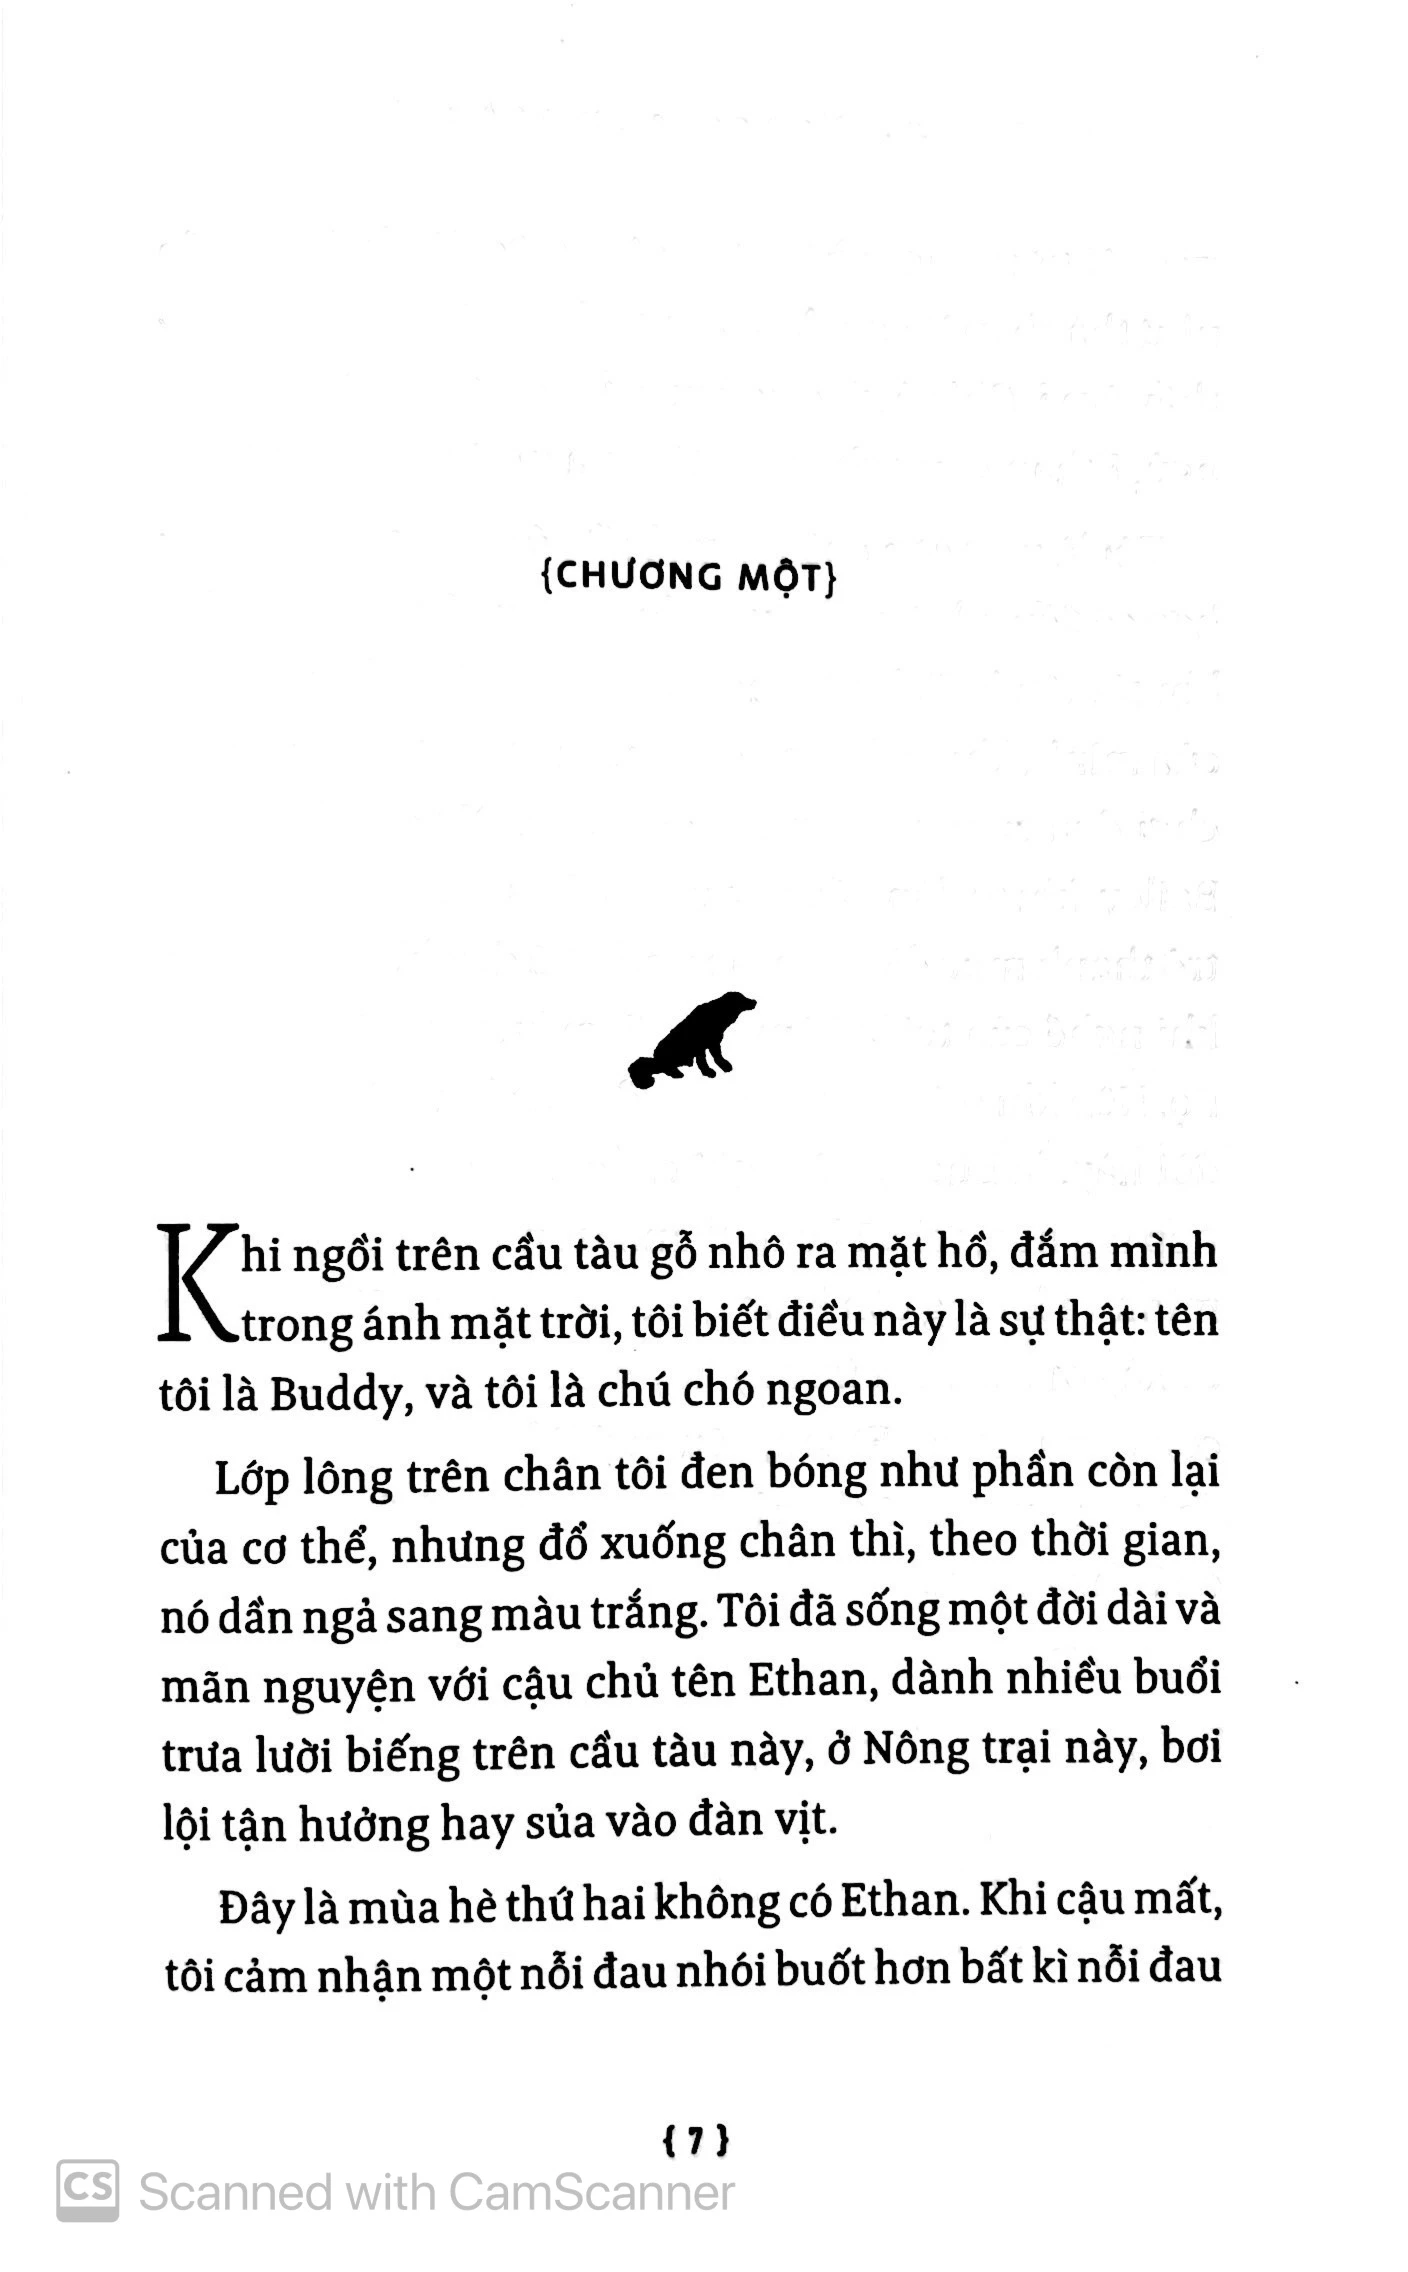 {CHƯƠNG MỘT}
Khi ngồi trên cầu tàu gỗ nhô ra mặt hồ, đắm mình
trong ánh mặt trời, tôi biết điều này là sự thật: tên
tôi là Buddy, và tôi là chú chó ngoan.
Lớp lông trên chân tôi đen bóng như phần còn lại
của cơ thể, nhưng đổ xuống chân thì, theo thời gian,
nó dần ngả sang màu trắng. Tôi đã sống một đời dài và
mãn nguyện với cậu chủ tên Ethan, dành nhiều buổi
trưa lười biếng trên cầu tàu này, ở Nông trại này, bơi
lội tận hưởng hay sủa vào đàn vịt.
Đây là mùa hè thứ hai không có Ethan. Khi cậu mất,
tôi cảm nhận một nỗi đau nhói buốt hơn bất kì nỗi đau
{ 7 }
CS Scanned with CamScanner